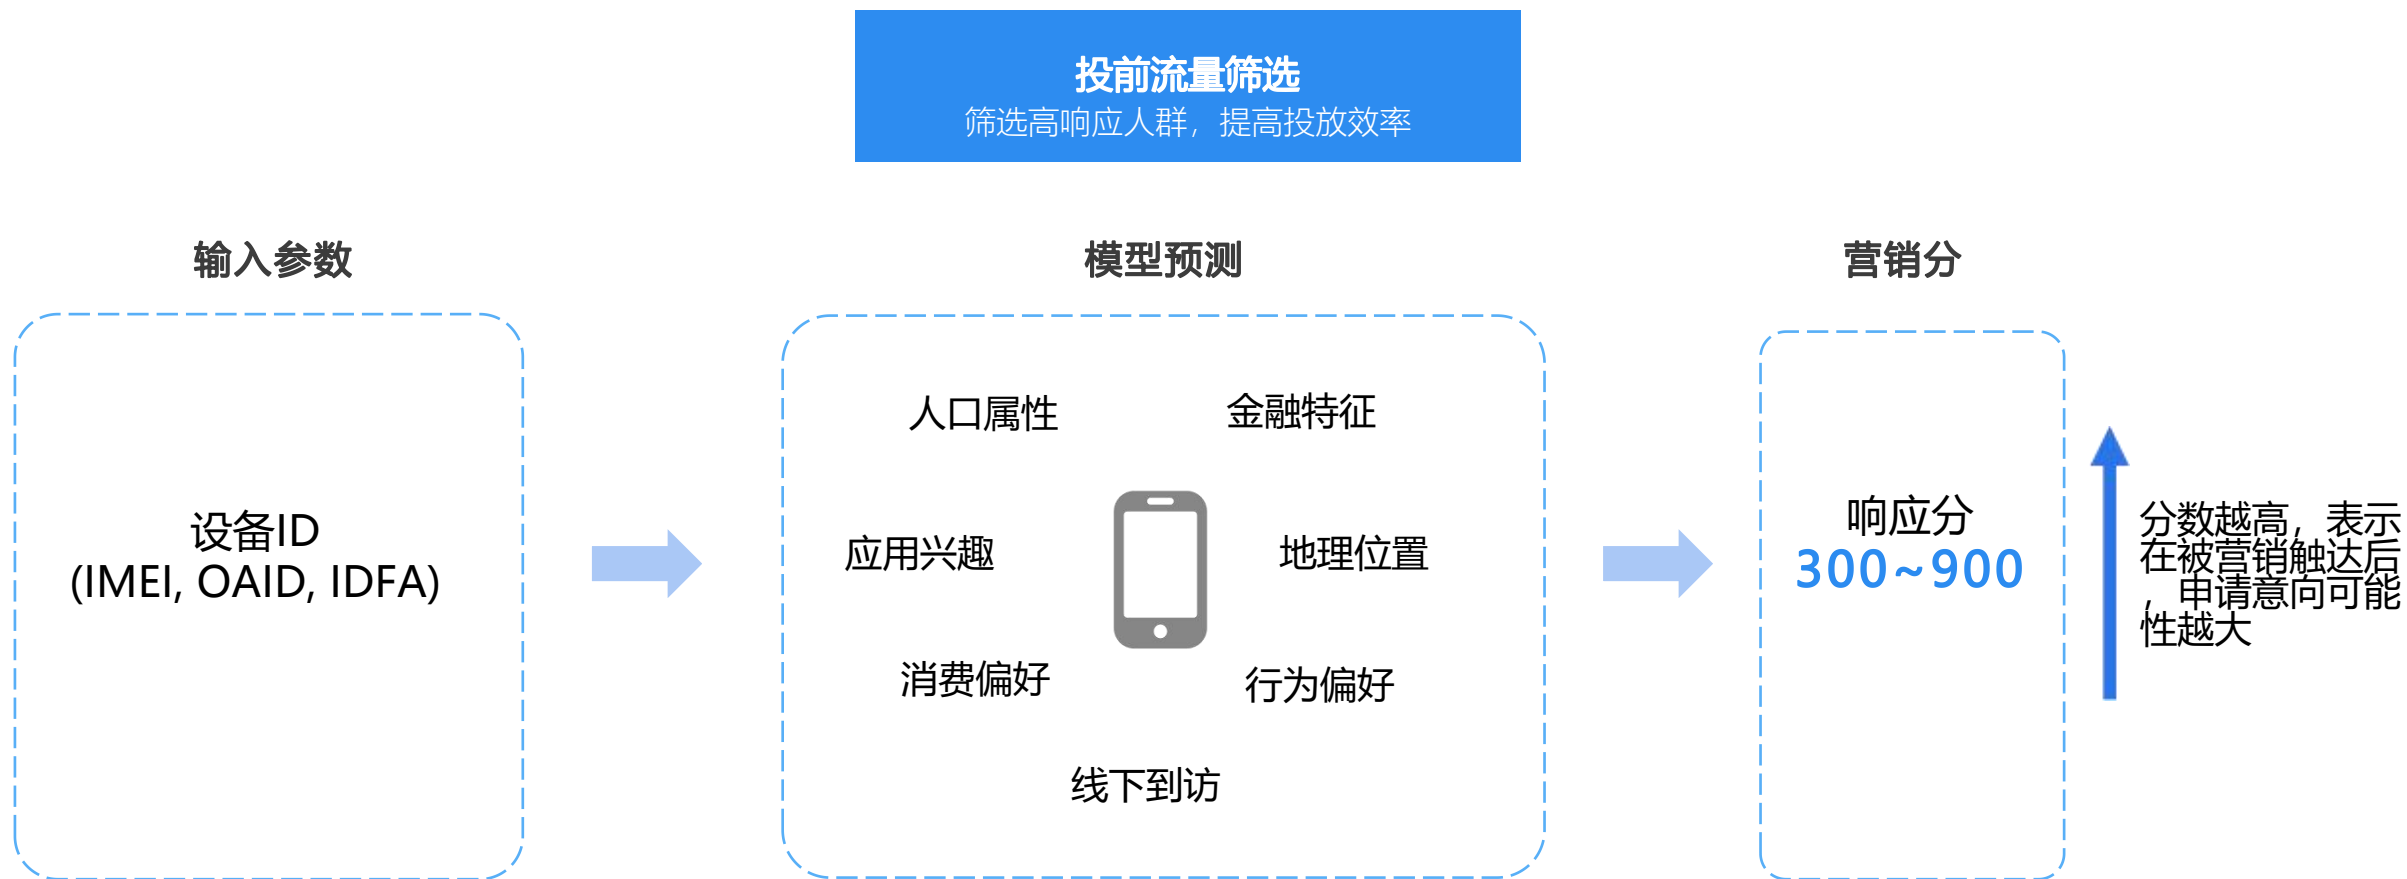 投前流量筛选
筛选高响应人群，提高投放效率
输入参数
模型预测
营销分
设备ID
(IMEI, OAID, IDFA)
人口属性
金融特征
应用兴趣
地理位置
消费偏好
行为偏好
线下到访
响应分
300~900
分数越高，表示
在被营销触达后
，申请意向可能
性越大